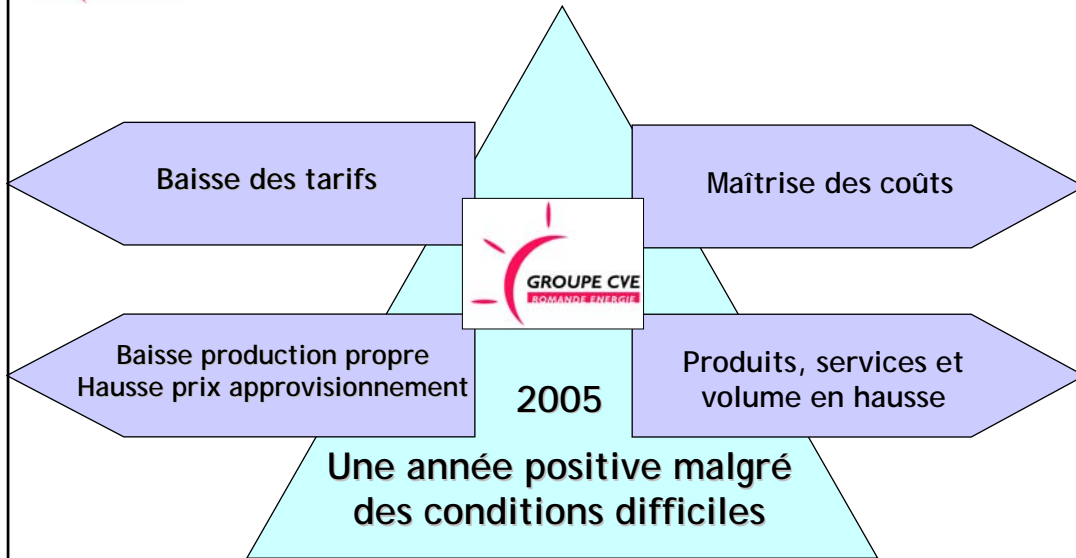 Baisse des tarifs
Maîtrise des coûts
GROUPE CVE
ROMANDE ENERGIE
Baisse production propre
Hausse prix approvisionnement
Produits, services et
volume en hausse
2005
Une année positive malgré
des conditions difficiles